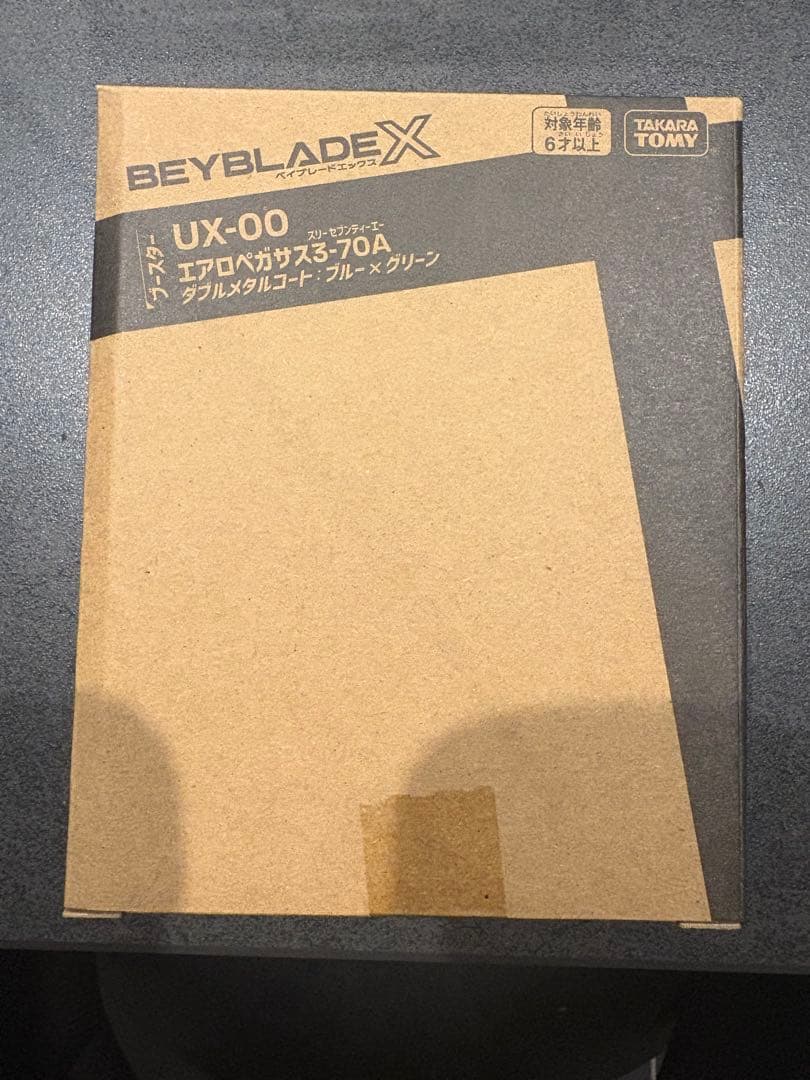 BEYBLADE X
ベイブレードエックス
たいしょうねんれい
対象年齢
さい いじょう
6才以上
TAKARA
TOMY
ブースター
UX-00
スリーセブンティーエー
エアロペガサス3-70A
ダブルメタルコート:ブルー×グリーン